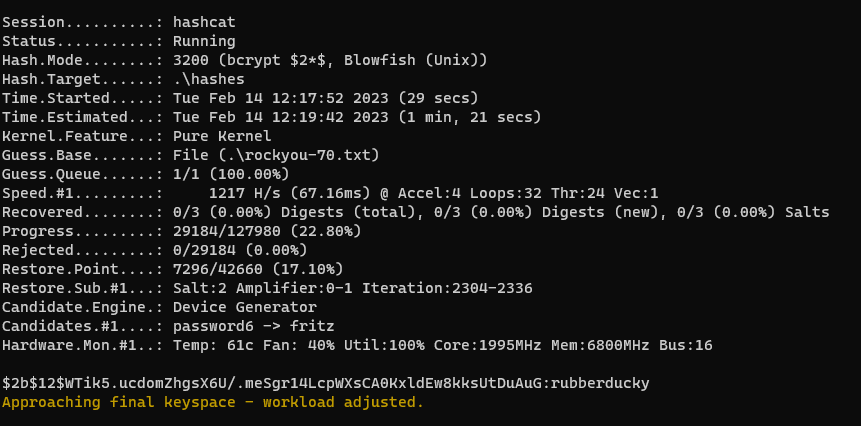 Session..........: hashcat
Status...........: Running
Hash.Mode........: 3200 (bcrypt $2*$, Blowfish (Unix))
Hash.Target......: .\hashes
Time.Started.....: Tue Feb 14 12:17:52 2023 (29 secs)
Time.Estimated...: Tue Feb 14 12:19:42 2023 (1 min, 21 secs)
Kernel.Feature...: Pure Kernel
Guess.Base.......: File (.\rockyou-70.txt)
Guess.Queue......: 1/1 (100.00%)
Speed.#1.........:     1217 H/s (67.16ms) @ Accel:4 Loops:32 Thr:24 Vec:1
Recovered........: 0/3 (0.00%) Digests (total), 0/3 (0.00%) Digests (new), 0/3 (0.00%) Salts
Progress.........: 29184/127980 (22.80%)
Rejected.........: 0/29184 (0.00%)
Restore.Point....: 7296/42660 (17.10%)
Restore.Sub.#1...: Salt:2 Amplifier:0-1 Iteration:2304-2336
Candidate.Engine.: Device Generator
Candidates.#1....: password6 -> fritz
Hardware.Mon.#1..: Temp: 61c Fan: 40% Util:100% Core:1995MHz Mem:6800MHz Bus:16
$2b$12$WTik5.ucdomZhgsX6U/.meSgr14LcpWXsCA0KxldEw8kksUtDuAuG:rubberducky
Approaching final keyspace - workload adjusted.